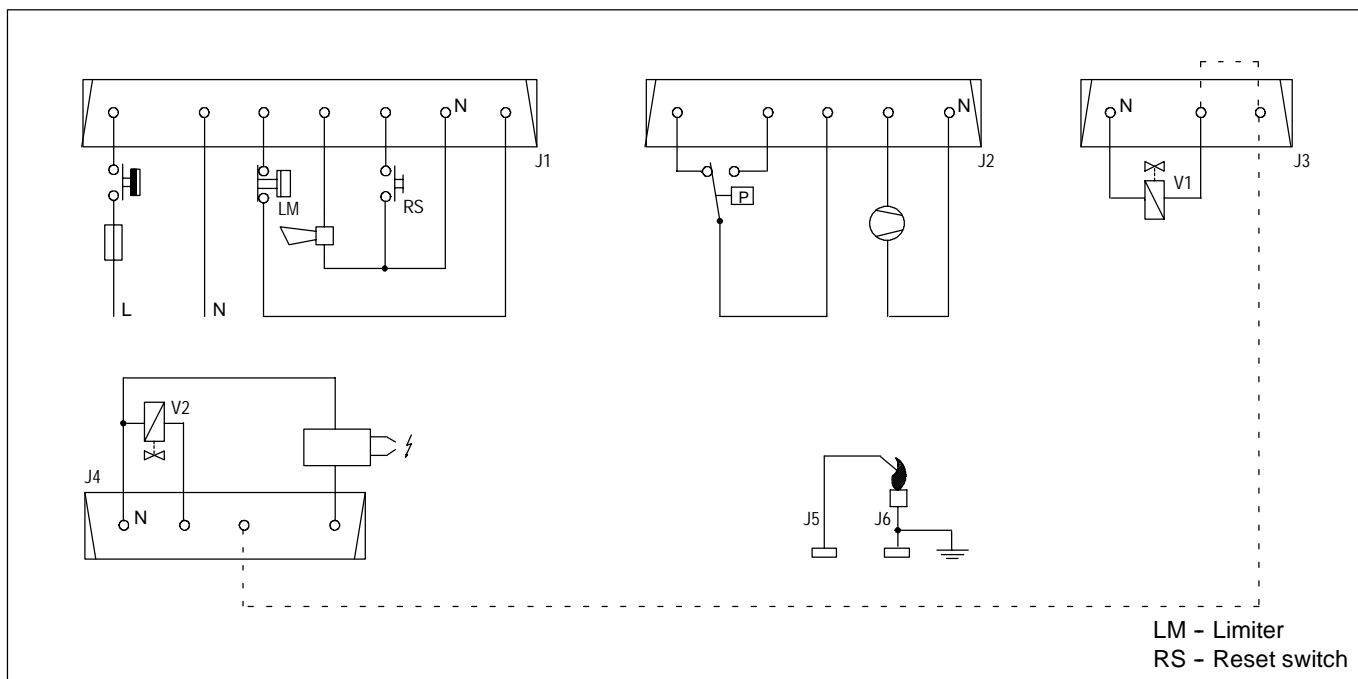 N
J1
LM
RS
L
N
N
J2
P
N
J3
V1
V2
J4
N
J5
J6
LM - Limiter
RS - Reset switch